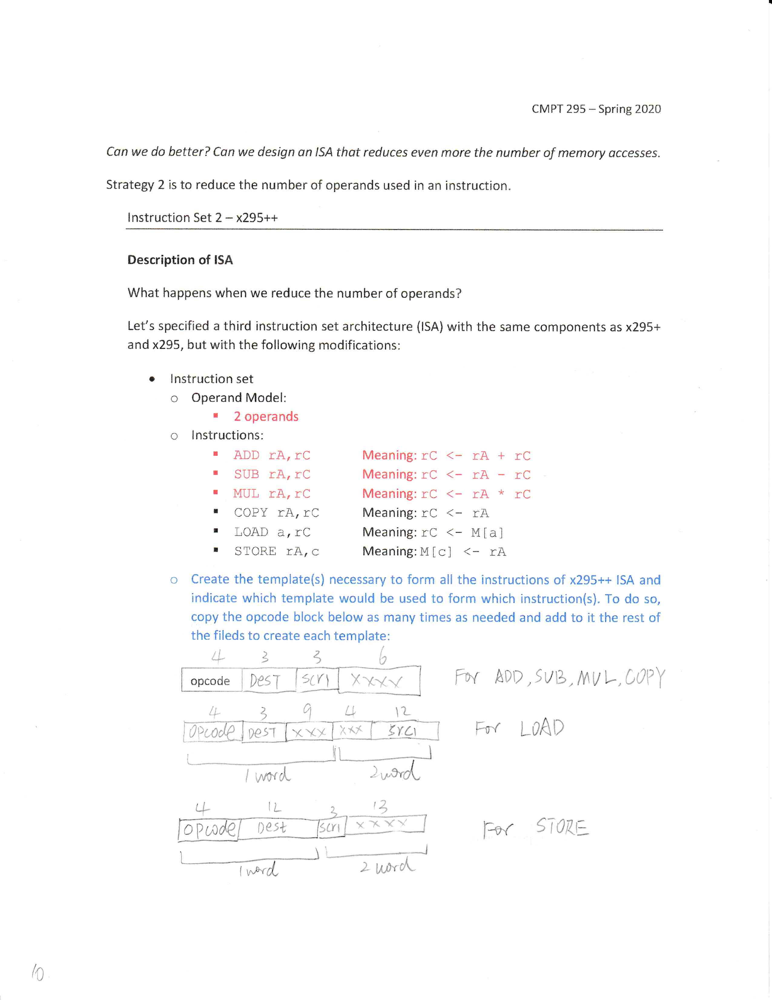 CMPT 295 – Spring 2020
Can we do better? Can we design an ISA that reduces even more the number of memory accesses.
Strategy 2 is to reduce the number of operands used in an instruction.
Instruction Set 2 – x295++
Description of ISA
What happens when we reduce the number of operands?
Let's specified a third instruction set architecture (ISA) with the same components as x295+
and x295, but with the following modifications:
• Instruction set
o Operand Model:
▪ 2 operands
o Instructions:
▪ ADD rA, rC Meaning: rC <- rA + rC
▪ SUB rA, rC Meaning: rC <- rA - rC
▪ MUL rA, rC Meaning: rC <- rA * rC
▪ COPY rA, rC Meaning: rC <- rA
▪ LOAD a, rC Meaning: rC <- M[a]
▪ STORE rA, c Meaning: M[c] <- rA
o Create the template(s) necessary to form all the instructions of x295++ ISA and
indicate which template would be used to form which instruction(s). To do so,
copy the opcode block below as many times as needed and add to it the rest of
the fileds to create each template:
4 3 3 6
opcode Dest scr1 XXXX For ADD, SUB, MUL, COPY
4 3 9 4 12
opcode Dest XXX XXX src1 For LOAD
1 word 2 word
4 12 3 13
opcode Dest scr1 XXXX For STORE
1 word 2 word
10